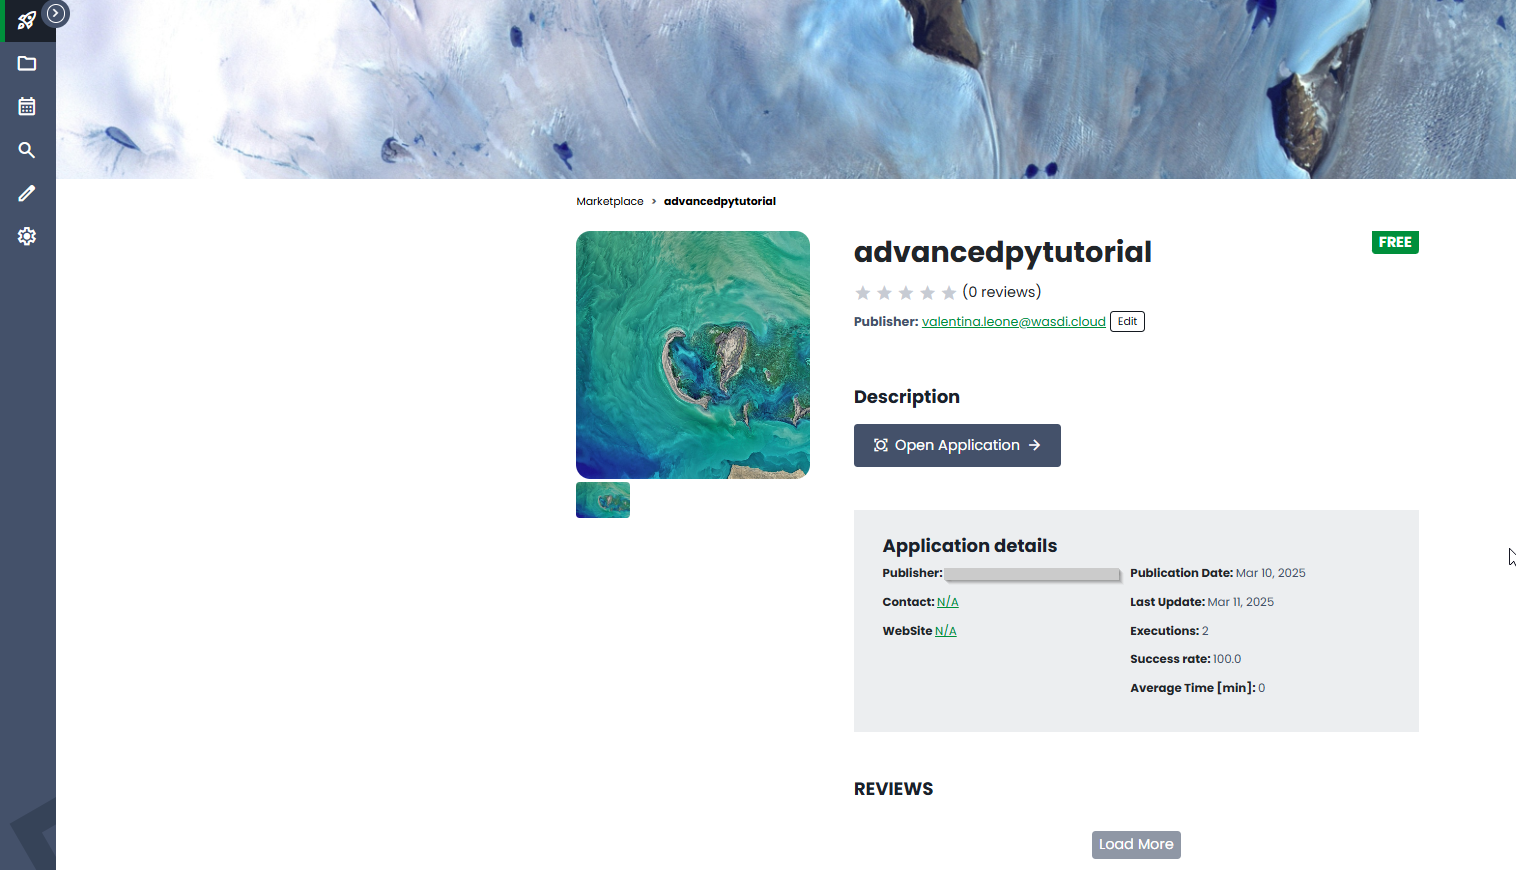 Marketplace > advancedpytutorial
advancedpytutorial
FREE
(0 reviews)
Publisher: valentina.leone@wasdi.cloud Edit
Description
Open Application
Application details
Publisher:
Contact: N/A
WebSite N/A
Publication Date: Mar 10, 2025
Last Update: Mar 11, 2025
Executions: 2
Success rate: 100.0
Average Time [min]: 0
REVIEWS
Load More